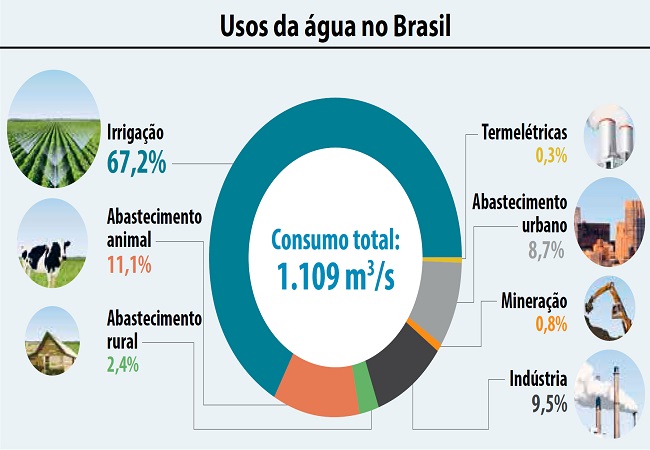 Usos da água no Brasil
Irrigação
67,2%
Abastecimento
animal
11,1%
Abastecimento
rural
2,4%
Consumo total:
1.109 m³/s
Termelétricas
0,3%
Abastecimento
urbano
8,7%
Mineração
0,8%
Indústria
9,5%